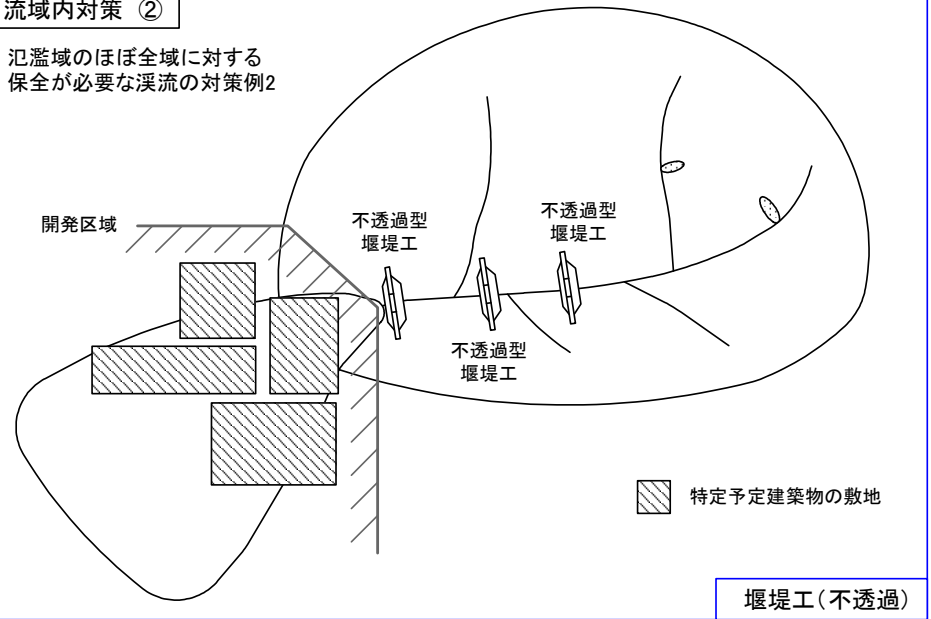 流域内対策 ②
氾濫域のほぼ全域に対する
保全が必要な渓流の対策例2
開発区域
不透過型
堰堤工
不透過型
堰堤工
不透過型
堰堤工
特定予定建築物の敷地
堰堤工(不透過)